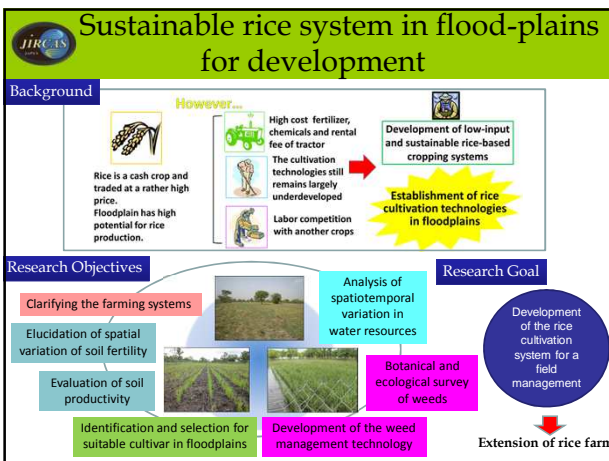 JIRCAS
JAPAN
Sustainable rice system in flood-plains
for development
Background
However...
Rice is a cash crop and
traded at a rather high
price.
Floodplain has high
potential for rice
production.
High cost fertilizer,
chemicals and rental
fee of tractor
The cultivation
technologies still
remains largely
underdeveloped
Labor competition
with another crops
Development of low-input
and sustainable rice-based
cropping systems
Establishment of rice
cultivation technologies
in floodplains
Research Objectives
Clarifying the farming systems
Elucidation of spatial
variation of soil fertility
Evaluation of soil
productivity
Identification and selection for
suitable cultivar in floodplains
Analysis of
spatiotemporal
variation in
water resources
Botanical and
ecological survey
of weeds
Development of the weed
management technology
Research Goal
Development
of the rice
cultivation
system for a
field
management
Extension of rice farm